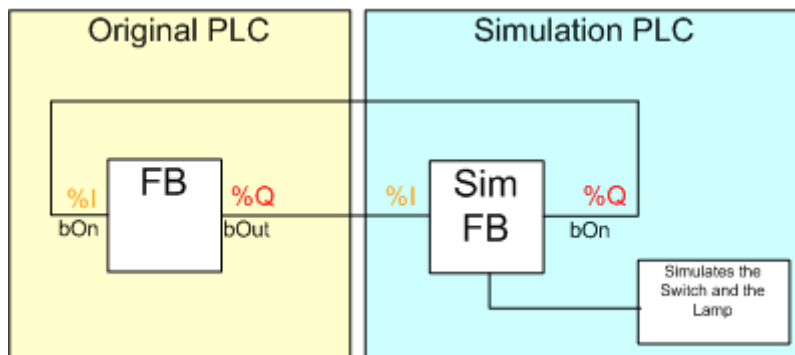 Original PLC
Simulation PLC
%I
FB
%Q
bOn
bOut
%I
Sim
FB
%Q
bOn
Simulates the
Switch and the
Lamp